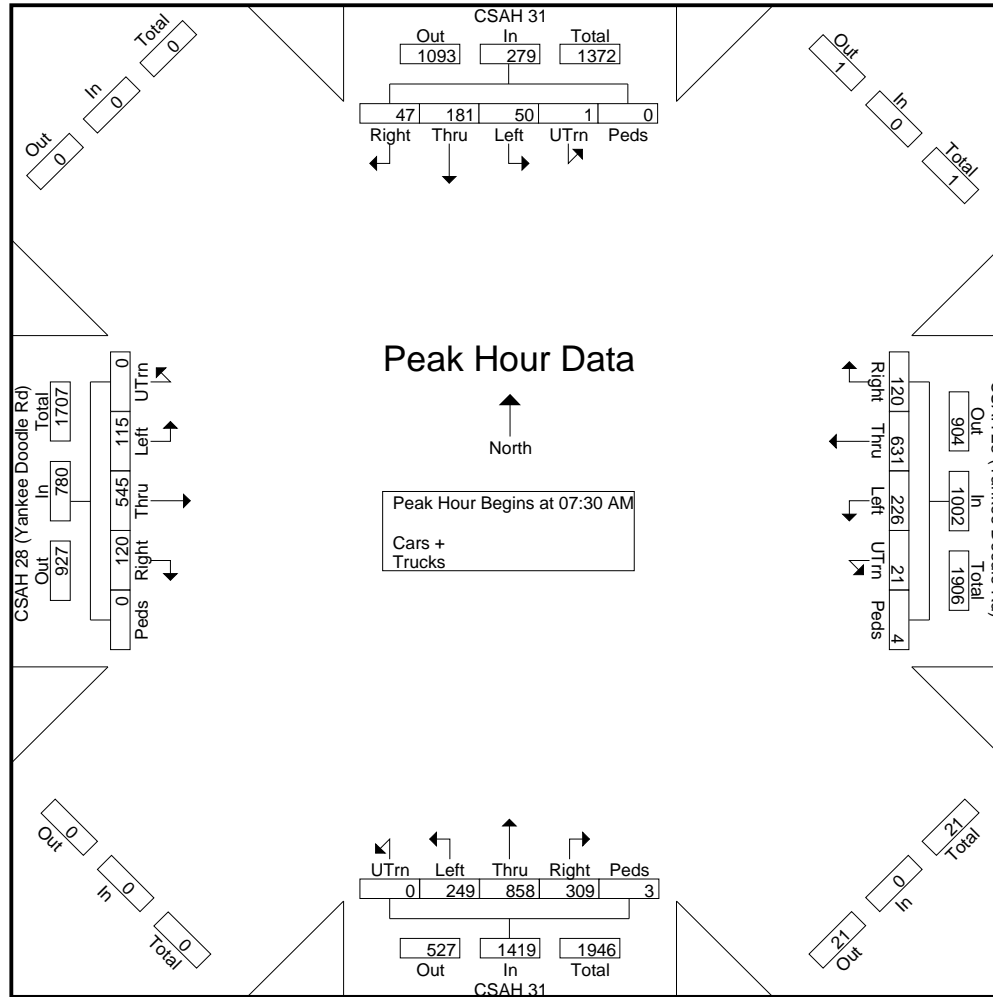 CSAH 31
Out In Total
1093 279 1372
47 181 50 1 0
Right Thru Left UTrn Peds
Total
0
In
0
Out
0
Out
1
In
0
Total
1
Peak Hour Data
North
Peak Hour Begins at 07:30 AM
Cars +
Trucks
CSAH 28 (Yankee Doodle Rd)
Out In Total
927 780 1707
0 120 545 115 0
Peds Right Thru Left UTrn
Out In Total
904 1002 1906
120 631 226 21 4
Right Thru Left UTrn Peds
Out
0
In
0
Total
0
Total
21
In
0
Out
21
UTrn Left Thru Right Peds
0 249 858 309 3
527 1419 1946
Out In Total
CSAH 31